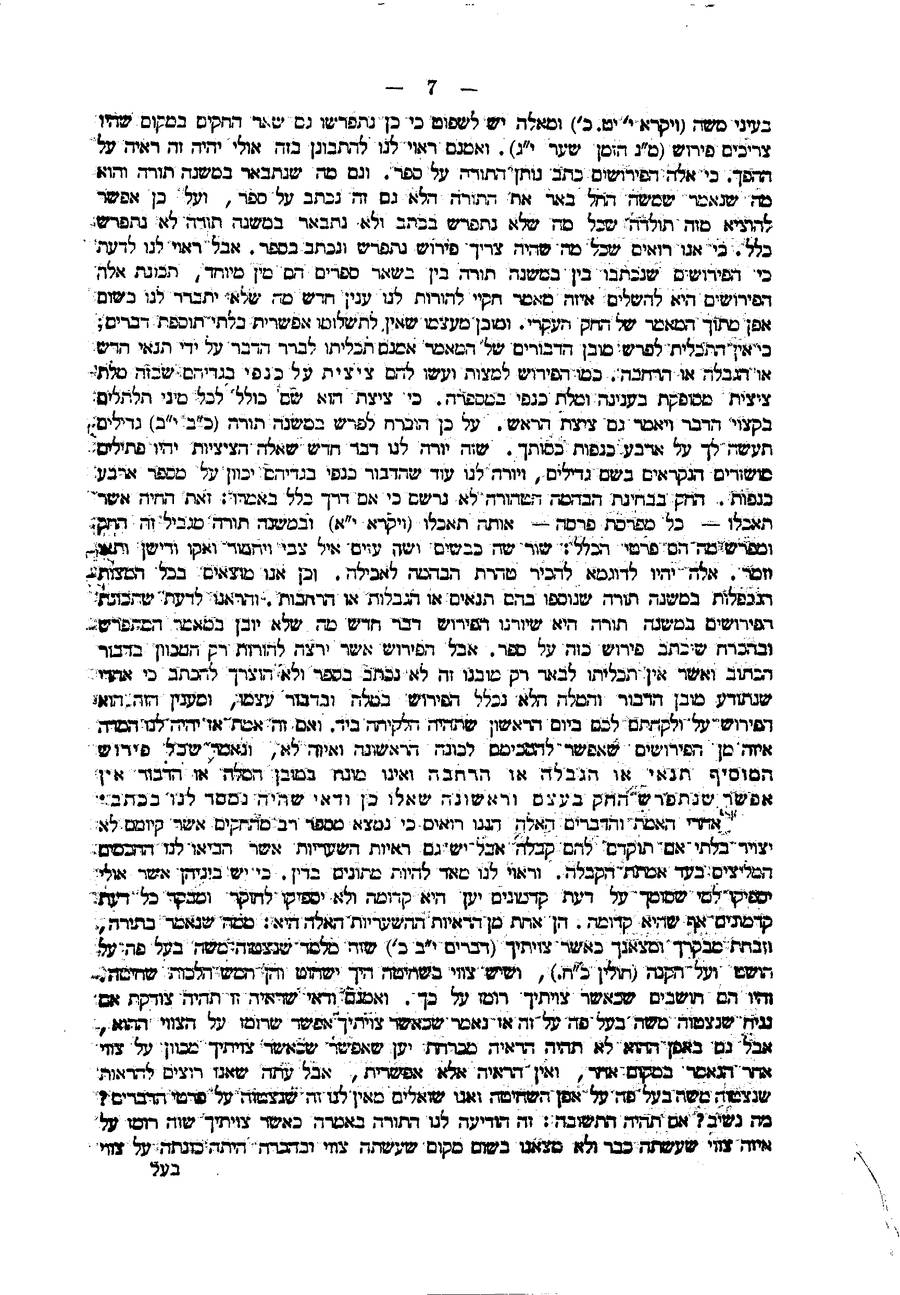 — 7 —
בעיני משה (ויקרא י' י"ט. כ') ומאלה יש לשפוט כי כן נתפרשו גם שאר החקים במקום שהיו
צריכים פירוש (מ"נ הזמן שער י"ג). ואמנם ראוי לנו להתבונן בזה אולי יהיה זה ראיה על
ההפך. כי אלה הפירושים כתב נותן התורה על ספר. וגם מה שנתבאר במשנה תורה והוא
מה שנאמר שמשה החל באר את התורה הלא גם זה נכתב על ספר, ועל כן אפשר
להוציא מזה תולדה שכל מה שלא נתפרש בכתב ולא נתבאר במשנה תורה לא נתפרש
כלל. כי אנו רואים שכל מה שהיה צריך פירוש נתפרש ונכתב בספר. אבל ראוי לנו לדעת
כי הפירושים שנכתבו בין במשנה תורה בין בשאר ספרים הם מין מיוחד, תכונת אלה
הפירושים היא להשלים איזה מאמר חקיי להורות לנו ענין חדש מה שלא יתברר לנו בשום
אפן מתוך המאמר של החק העקרי. ומובן מעצמו שאין לתשלומו אפשרית בלתי תוספת דברים;
כי אין התכלית לפרש מובן הדבורים של המאמר אמנם תכליתו לברר הדבר על ידי תנאי חדש
או הגבלה או הרחבה. כמו הפירוש למצות ועשו להם ציצית על כנפי בגדיהם שבזה מלת
ציצית מסופקת בענינה ומלת כנפי במספרה. כי ציצת הוא שם כולל לכל מיני תלתלים
בקצוי הדבר ויאמר גם ציצת הראש. על כן הוכרח לפרש במשנה תורה (כ"ב י"ב) גדילים
תעשה לך על ארבע כנפות כסותך. שזה יורה לנו דבר חדש שאלה הציציות יהיו פתילים
משזורים הנקראים בשם גדילים, ויורה לנו עוד שהדבור כנפי בגדיהם יכוון על מספר ארבע
כנפות. החק בבחינת הבהמה הטהורה לא נרשם כי אם דרך כלל באמרו: זאת החיה אשר
תאכלו — כל מפרסת פרסה — אותה תאכלו (ויקרא י"א) ובמשנה תורה מגביל זה החק
ומפרש מה הם פרטי הכלל: שור שה כבשים ושה עזים איל צבי ויחמור ואקו ודישן ותאו
וזמר. אלה יהיו לדוגמא להכיר טהרת הבהמה לאכילה. וכן אנו מוצאים בכל המצות
הנכפלות במשנה תורה שנוספו בהם תנאים או הגבלות או הרחבות. והראנו לדעת שהכונת
הפירושים במשנה תורה היא שיורנו הפירוש דבר חדש מה שלא יובן במאמר המתפרש
ובהכרח שיכתב פירוש כזה על ספר. אבל הפירוש אשר ירצה להורות רק המכוון בדבור
הכתוב ואשר אין תכליתו לבאר רק מובנו זה לא נכתב בספר ולא הוצרך להכתב כי אחרי
שנתודע מובן הדבור והמלה הלא נכלל הפירוש במלה ובדבור עצמו, ומענין הזה הוא
הפירוש על ולקחתם לכם ביום הראשון שתהיה הלקיחה ביד. ואם זה אמת אז יהיה לנו המדה
איזה מן הפירושים שאפשר להסכימם לכונה הראשונה ואיזה לא, ונאמר שכל פירוש
המוסיף תנאי או הגבלה או הרחבה ואינו מונח במובן המלה או הדבור אין
אפשר שנתפרש החק בעצם וראשונה שאלו כן ודאי שהיה נמסד לנו בכתב.
אחרי האמת והדברים האלה הננו רואים כי נמצא מספר רב מהחקים אשר קיומם לא
יצויר בלתי אם תוקדם להם קבלה אבל יש גם ראיות השעריות אשר הביאו לנו החכמים
המליצים בעד אמתת הקבלה. וראוי לנו מאד להיות מתונים בדין. כי יש ביניהן אשר אולי
יספיקו למי שסומך על דעת קדמונים יען היא קדומה ולא יספיקו לחוקר ומבקר כל דעת
קדמונים אף שהיא קדומה. הן אחת מן הראיות ההשעריות האלה היא: ממה שנאמר בתורה,
וזבחת מבקרך ומצאנך כאשר צויתיך (דברים י"ב כ') שזה מלמד שנצטוה משה בעל פה על
הושט ועל הקנה (חולין כ"ח.), ושיש צווי בשחיטה היך ישחוט והן חמש הלכות שחיטה,
והיו הם חושבים שכאשר צויתיך רומז על כך. ואמנם ודאי שראיה זו תהיה צודקת אם
נניח שנצטוה משה בעל פה על זה אז נאמר שכאשר צויתיך אפשר שרומז על הצווי ההוא,
אבל גם באפן ההוא לא תהיה הראיה מכרחת יען שאפשר שכאשר צויתיך מכוון על צווי
אחר הנאמר במקום אחר, ואין הראיה אלא אפשרית, אבל עתה שאנו רוצים להראות
שנצטוה משה בעל פה על אפן השחיטה ואנו שואלים מאין לנו זה שנצטוה על פרטי הדברים?
מה נשיב? אם תהיה התשובה: זה הודיעה לנו התורה באמרה כאשר צויתיך שזה רומז על
איזה צווי שעשתה כבר ולא מצאנו בשום מקום שעשתה צווי ובהכרח היתה כונתה על צווי
בעל